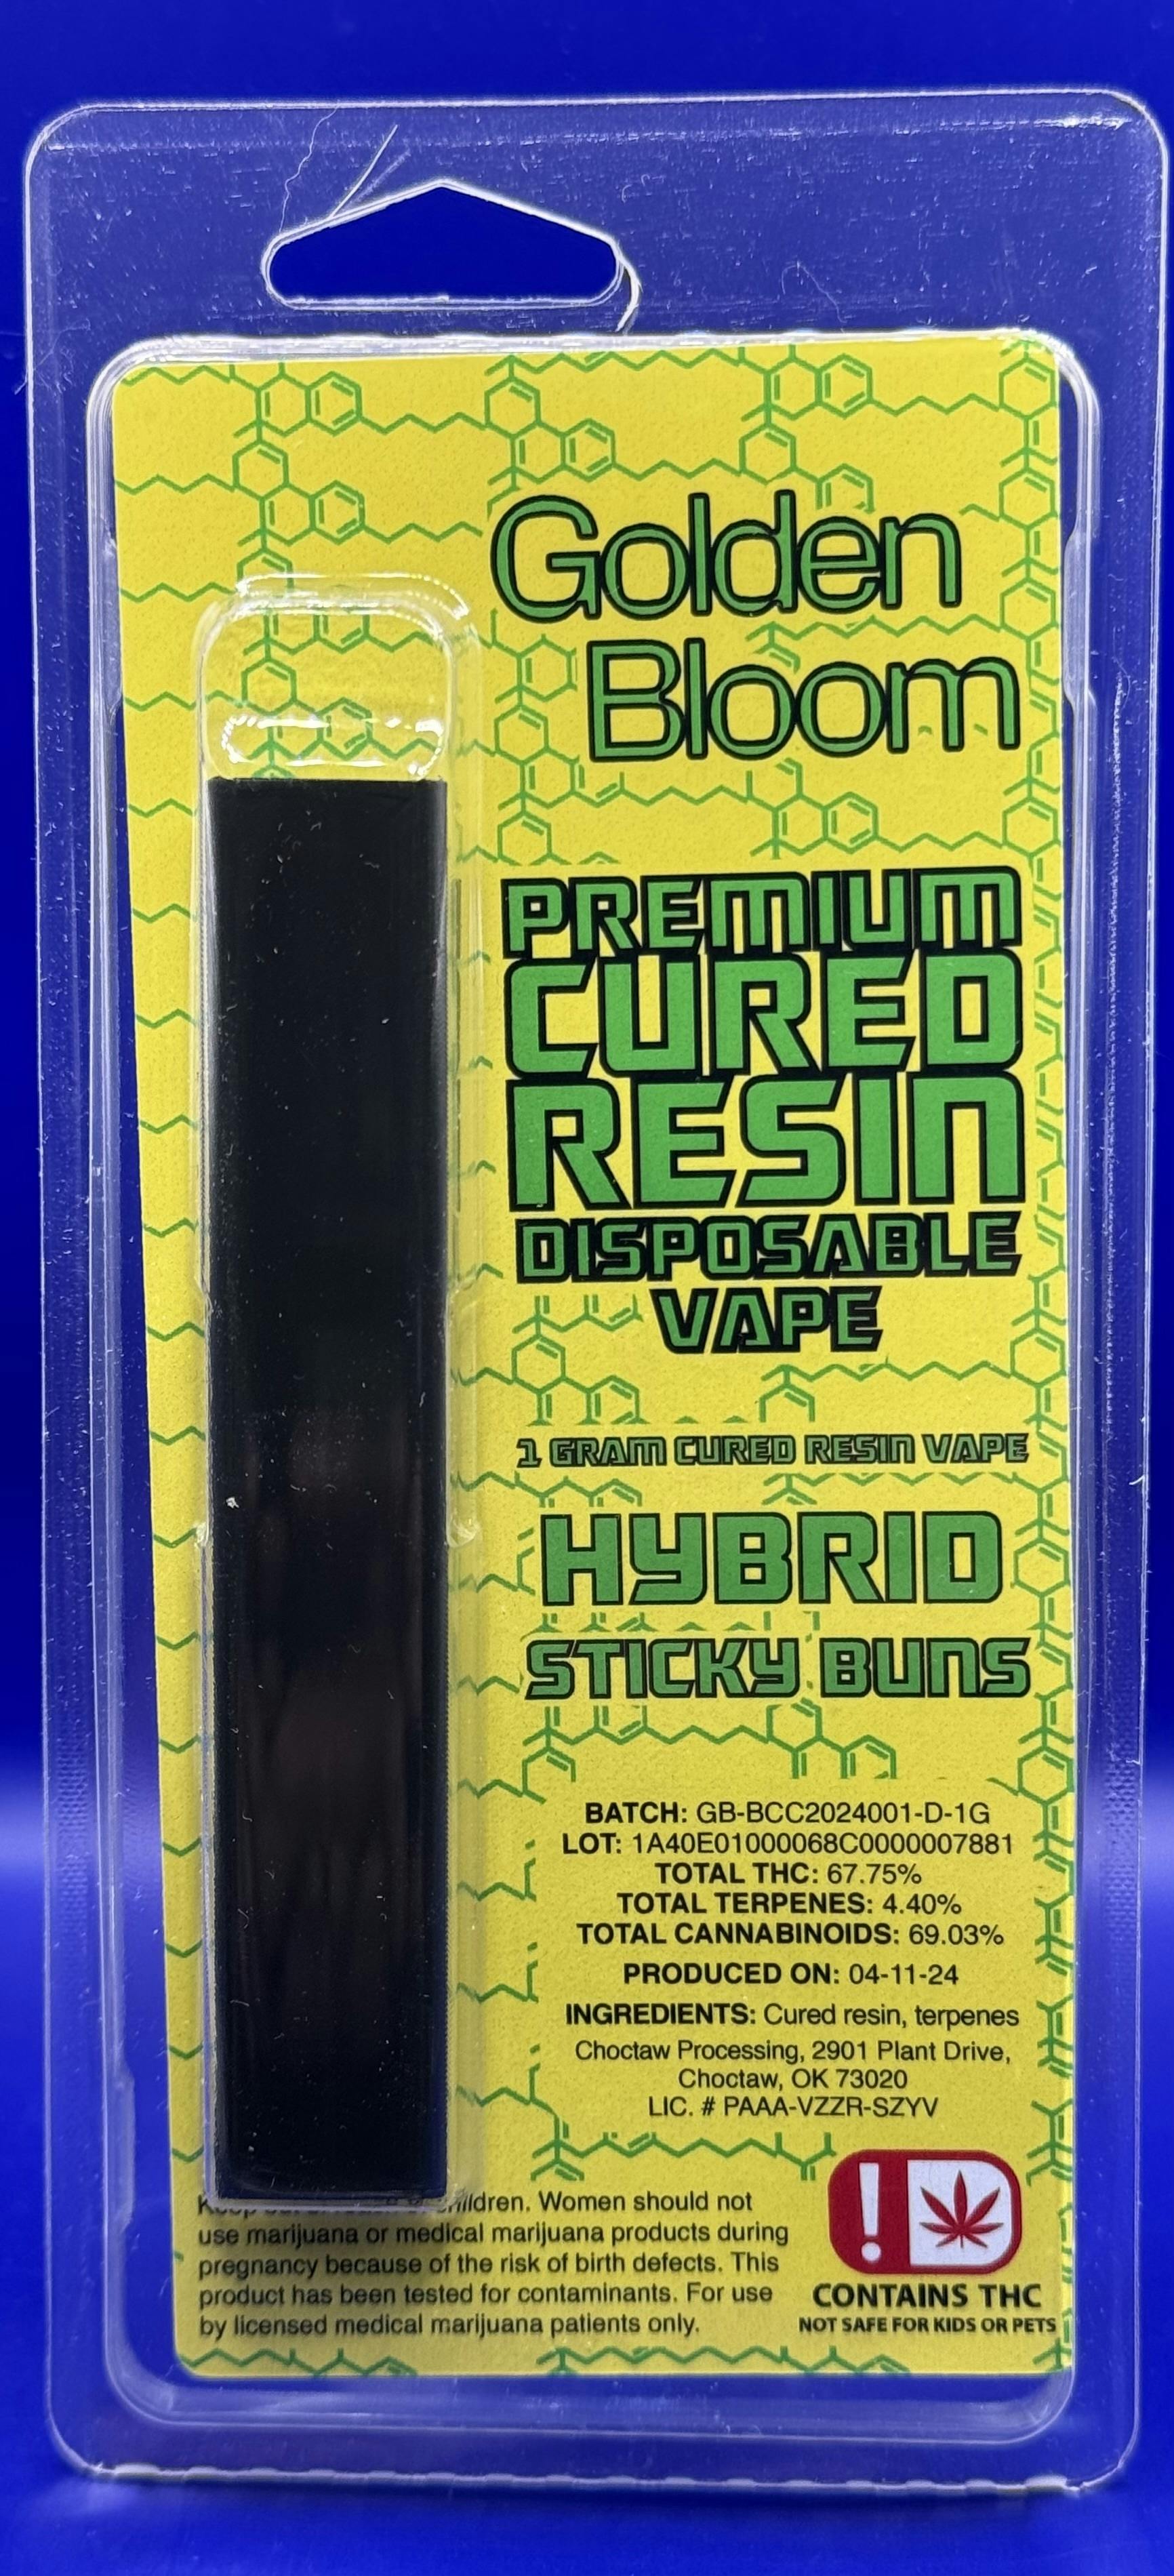 Golden
Bloom
PREMIUM
CURED
RESIN
DISPOSABLE
VAPE
1 GRAM CURED RESIN VAPE
HYBRID
STICKY BUNS
BATCH: GB-BCC2024001-D-1G
LOT: 1A40E01000068C0000007881
TOTAL THC: 67.75%
TOTAL TERPENES: 4.40%
TOTAL CANNABINOIDS: 69.03%
PRODUCED ON: 04-11-24
INGREDIENTS: Cured resin, terpenes
Choctaw Processing, 2901 Plant Drive,
Choctaw, OK 73020
LIC. # PAAA-VZZR-SZYV
Keep children. Women should not
use marijuana or medical marijuana products during
pregnancy because of the risk of birth defects. This
product has been tested for contaminants. For use
by licensed medical marijuana patients only.
!
CONTAINS THC
NOT SAFE FOR KIDS OR PETS